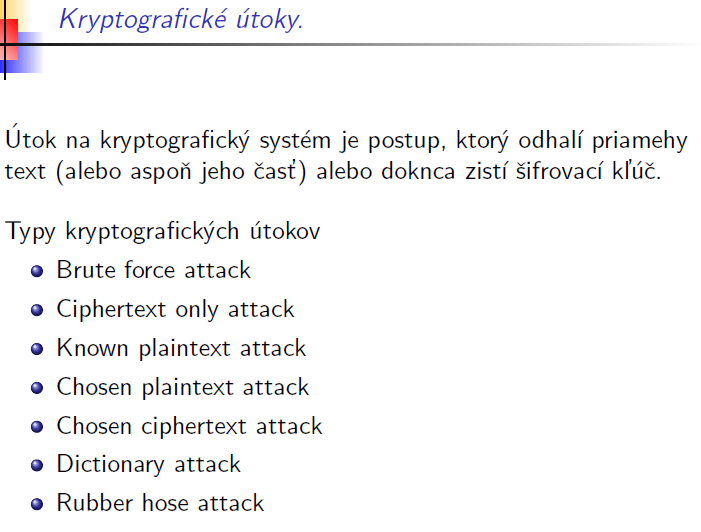 Kryptografické útoky.
Útok na kryptografický systém je postup, ktorý odhalí priamehy
text (alebo aspoň jeho časť) alebo doknca zistí šifrovací kľúč.
Typy kryptografických útokov
Brute force attack
Ciphertext only attack
Known plaintext attack
Chosen plaintext attack
Chosen ciphertext attack
Dictionary attack
Rubber hose attack